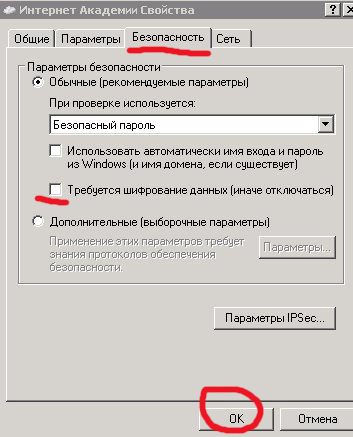 Интернет Академии Свойства
Общие
Параметры
Безопасность
Сеть
Параметры безопасности
Обычные (рекомендуемые параметры)
При проверке используется:
Безопасный пароль
Использовать автоматически имя входа и пароль
из Windows (и имя домена, если существует)
Требуется шифрование данных (иначе отключаться)
Дополнительные (выборочные параметры)
Применение этих параметров требует
знания протоколов обеспечения
безопасности.
Параметры...
Параметры IPSec...
ОК
Отмена